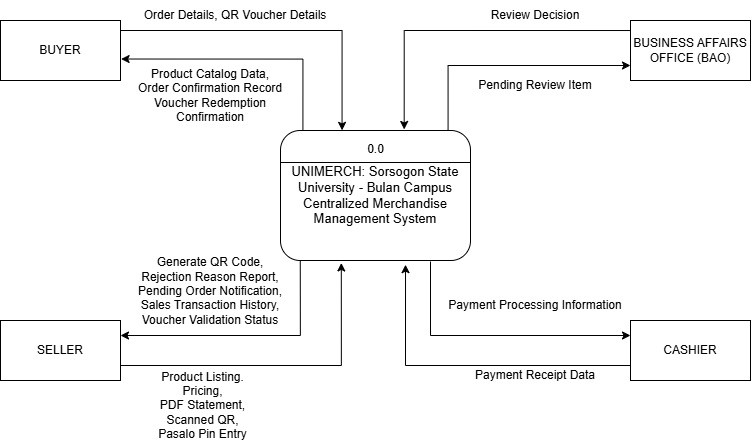 Order Details, QR Voucher Details
Review Decision
BUYER
BUSINESS AFFAIRS
OFFICE (BAO)
Product Catalog Data,
Order Confirmation Record
Voucher Redemption
Confirmation
Pending Review Item
0.0
UNIMERCH: Sorsogon State
University - Bulan Campus
Centralized Merchandise
Management System
Generate QR Code,
Rejection Reason Report,
Pending Order Notification,
Sales Transaction History,
Voucher Validation Status
Payment Processing Information
SELLER
CASHIER
Product Listing.
Pricing,
PDF Statement,
Scanned QR,
Pasalo Pin Entry
Payment Receipt Data